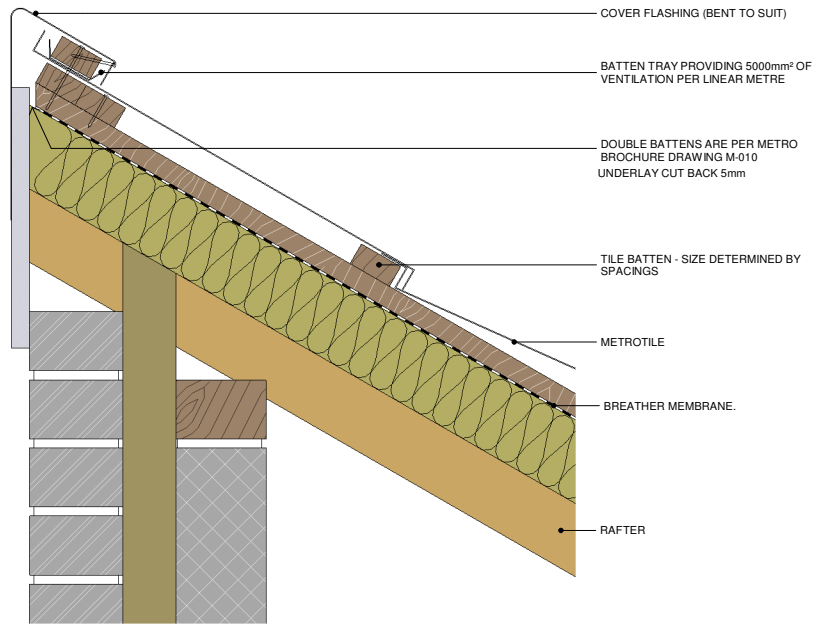 COVER FLASHING (BENT TO SUIT)
BATTEN TRAY PROVIDING 5000mm² OF
VENTILATION PER LINEAR METRE
DOUBLE BATTENS ARE PER METRO
BROCHURE DRAWING M-010
UNDERLAY CUT BACK 5mm
TILE BATTEN - SIZE DETERMINED BY
SPACINGS
METROTILE
BREATHER MEMBRANE.
RAFTER